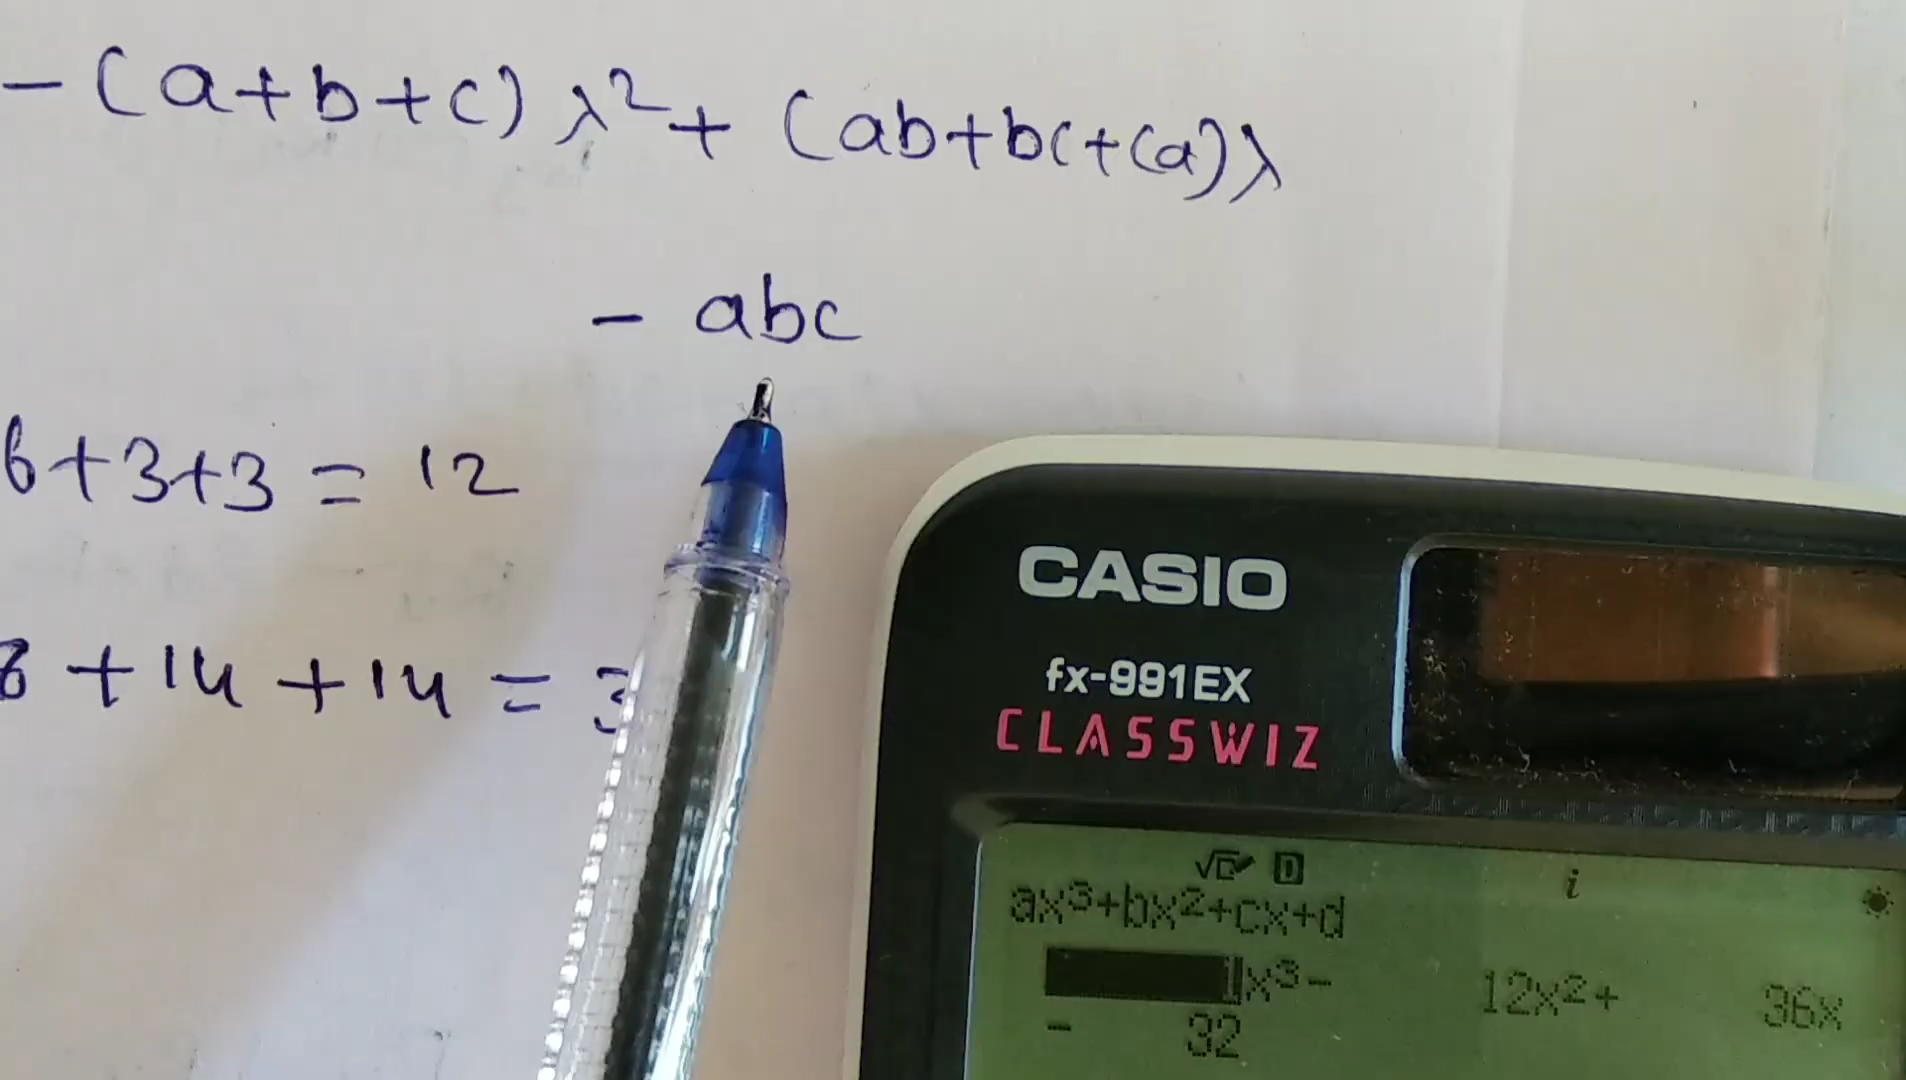 - (a+b+c) λ² + (ab+bc+ca)λ
- abc
6+3+3 = 12
8 + 14 + 14 = 3
CASIO
fx-991EX
CLASSWIZ
√□ D i
ax³+bx²+cx+d
1x³- 12x²+ 36x
- 32